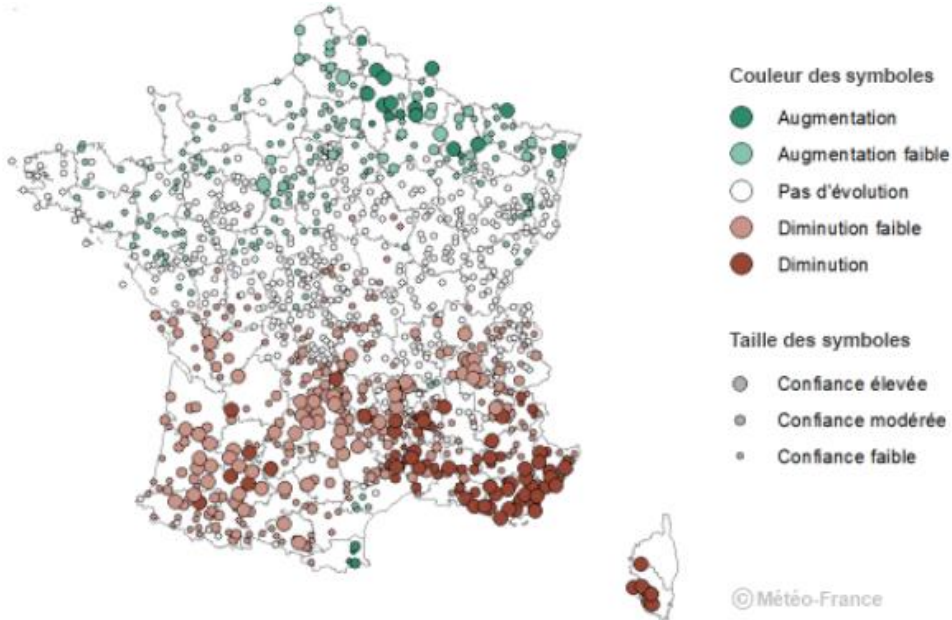 Couleur des symboles
Augmentation
Augmentation faible
Pas d'évolution
Diminution faible
Diminution
Taille des symboles
Confiance élevée
Confiance modérée
Confiance faible
© Météo-France